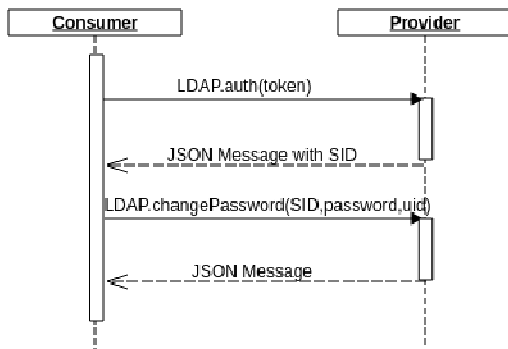 Consumer
Provider
LDAP.auth(token)
JSON Message with SID
LDAP.changePassword(SID,password,uid)
JSON Message